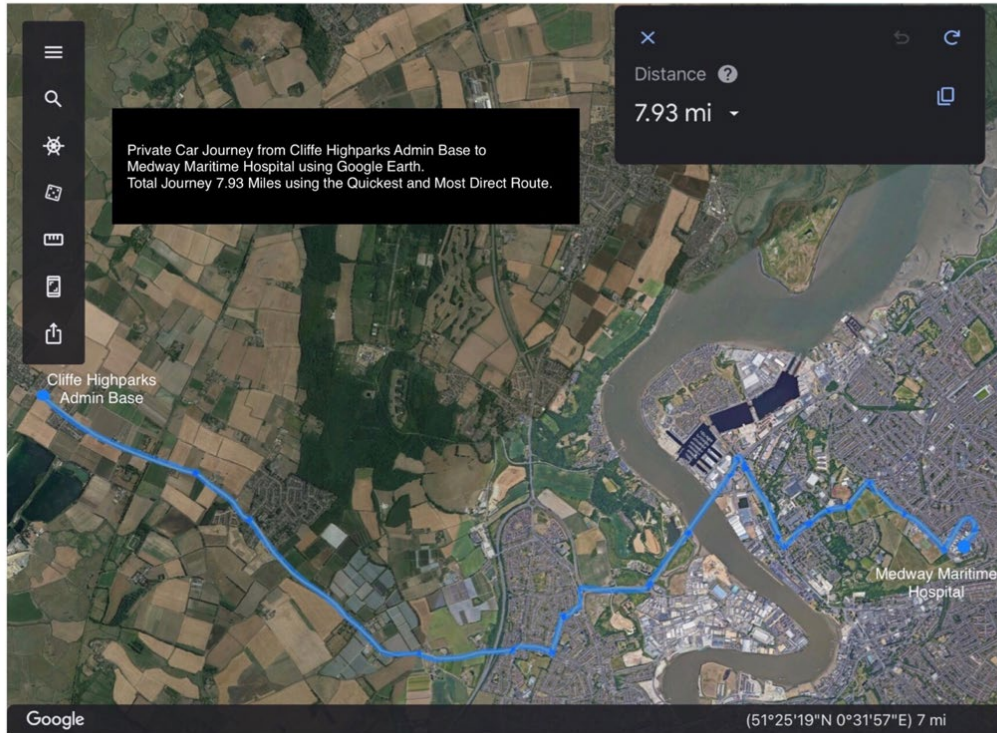 Distance ?
7.93 mi
Private Car Journey from Cliffe Highparks Admin Base to
Medway Maritime Hospital using Google Earth.
Total Journey 7.93 Miles using the Quickest and Most Direct Route.
Cliffe Highparks
Admin Base
Medway Maritime
Hospital
Google
(51°25'19"N 0°31'57"E) 7 mi